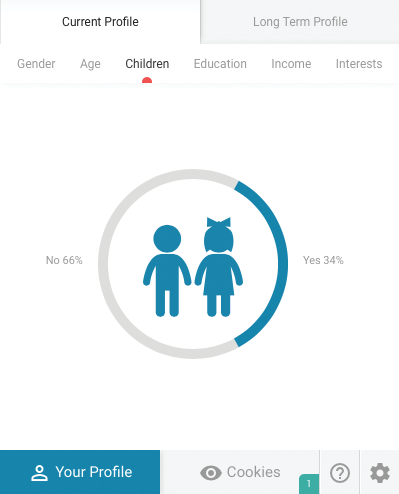 Current Profile Long Term Profile
Gender Age Children Education Income Interests
No 66% Yes 34%
Your Profile Cookies 1 ?